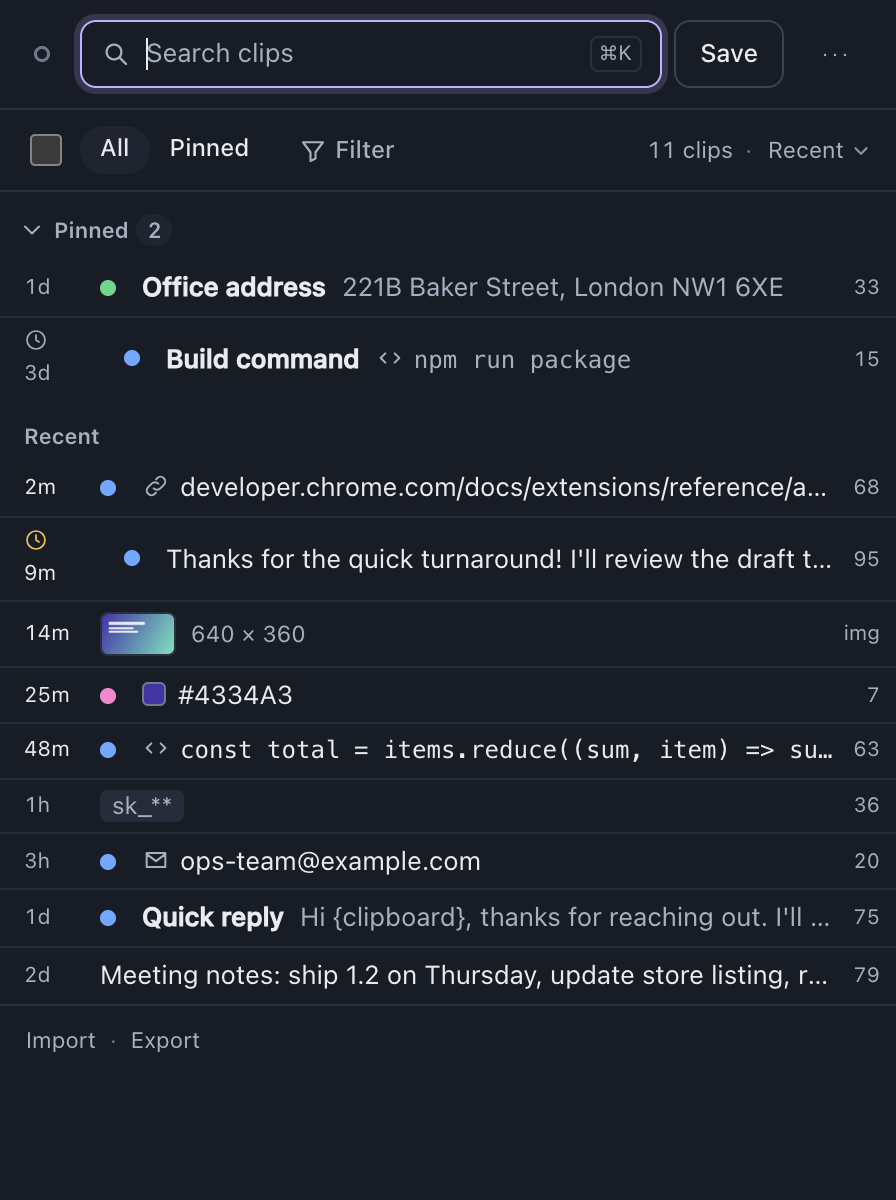 Search clips ⌘K Save ···
All Pinned Filter 11 clips · Recent
Pinned 2
1d Office address 221B Baker Street, London NW1 6XE 33
3d Build command <> npm run package 15
Recent
2m developer.chrome.com/docs/extensions/reference/a… 68
9m Thanks for the quick turnaround! I'll review the draft t… 95
14m 640 × 360 img
25m #4334A3 7
48m <> const total = items.reduce((sum, item) => su… 63
1h sk_** 36
3h ops-team@example.com 20
1d Quick reply Hi {clipboard}, thanks for reaching out. I'll … 75
2d Meeting notes: ship 1.2 on Thursday, update store listing, r… 79
Import · Export